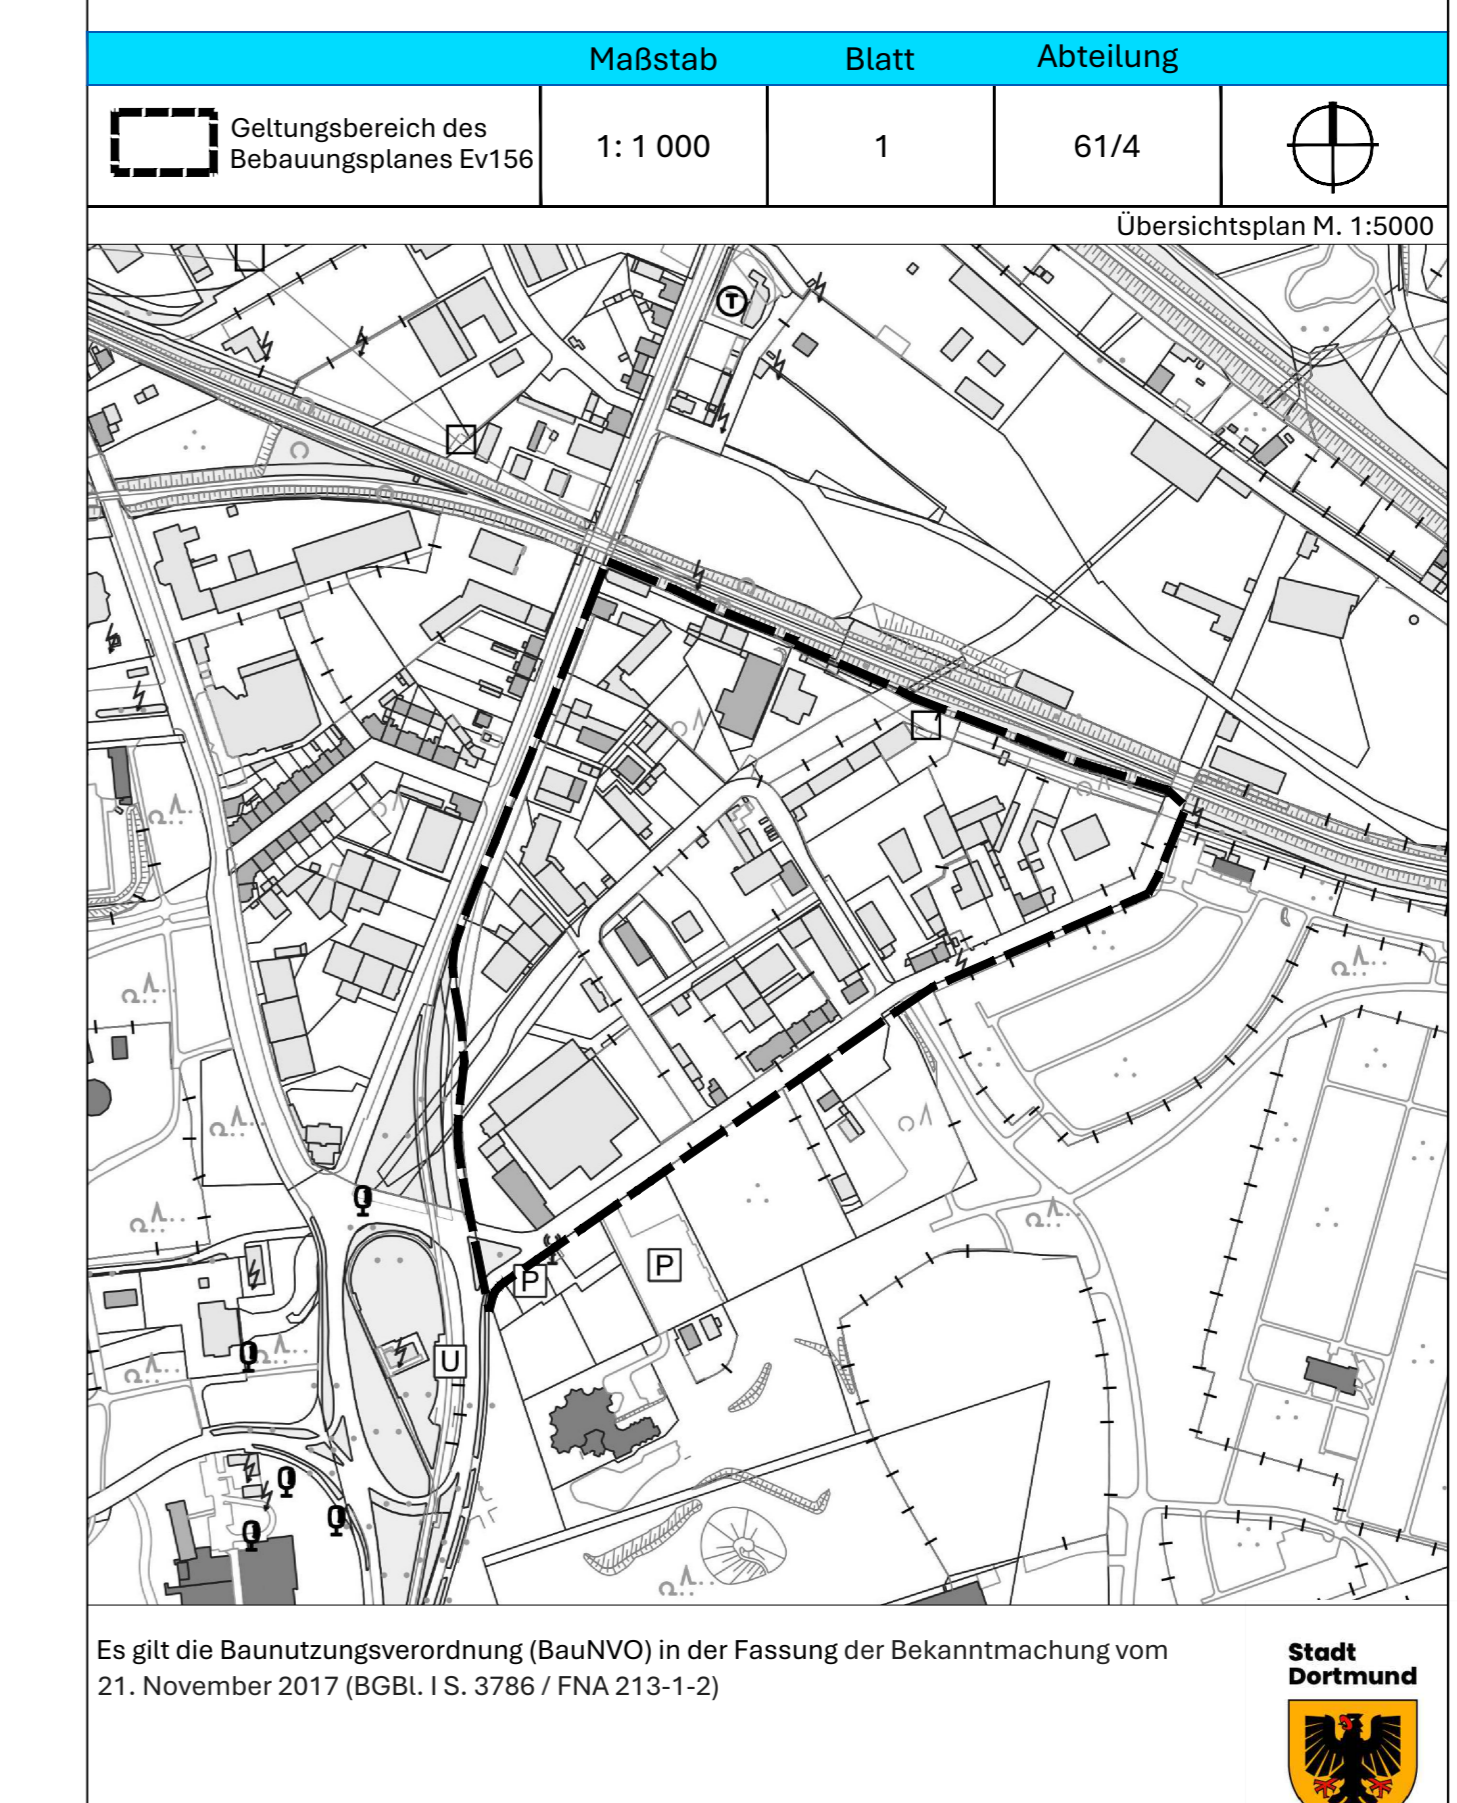 Maßstab Blatt Abteilung
Geltungsbereich des
Bebauungsplanes Ev156
1: 1 000 1 61/4
Übersichtsplan M. 1:5000
T
P
P
U
Es gilt die Baunutzungsverordnung (BauNVO) in der Fassung der Bekanntmachung vom
21. November 2017 (BGBl. I S. 3786 / FNA 213-1-2)
Stadt
Dortmund